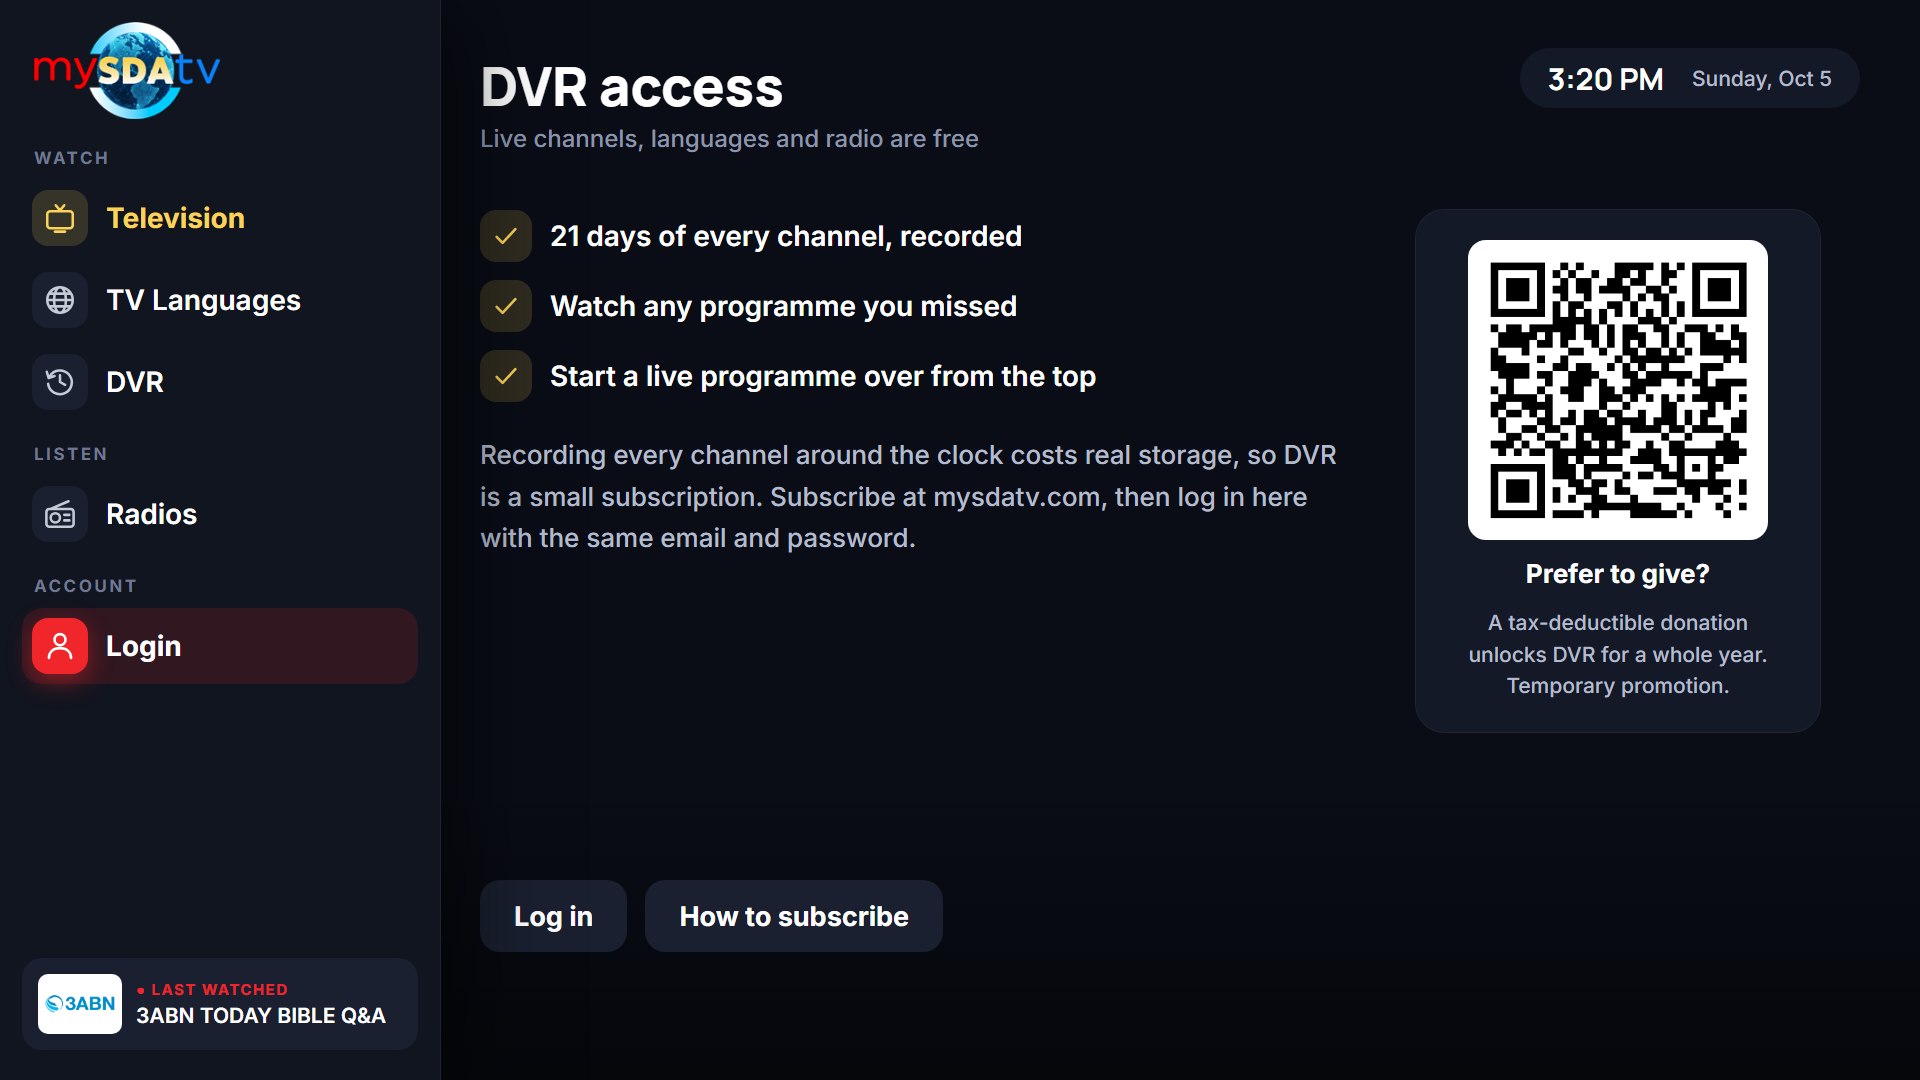 mySDAtv
WATCH
Television
TV Languages
DVR
LISTEN
Radios
ACCOUNT
Login
3ABN
• LAST WATCHED
3ABN TODAY BIBLE Q&A
DVR access
Live channels, languages and radio are free
3:20 PM Sunday, Oct 5
21 days of every channel, recorded
Watch any programme you missed
Start a live programme over from the top
Recording every channel around the clock costs real storage, so DVR
is a small subscription. Subscribe at mysdatv.com, then log in here
with the same email and password.
Prefer to give?
A tax-deductible donation
unlocks DVR for a whole year.
Temporary promotion.
Log in
How to subscribe